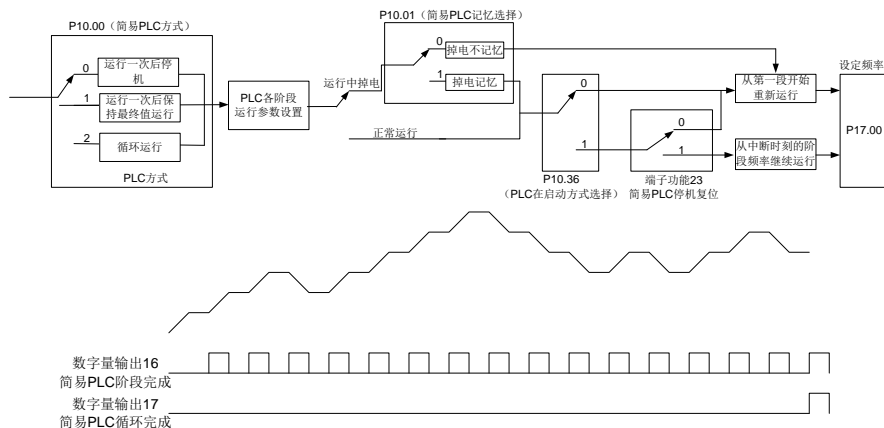 P10.00（简易PLC方式）
0
运行一次后停
机
1
运行一次后保
持最终值运行
2
循环运行
PLC方式
PLC各阶段
运行参数设置
运行中掉电
正常运行
P10.01（简易PLC记忆选择）
0
掉电不记忆
1
掉电记忆
0
1
P10.36
（PLC在启动方式选择）
0
1
端子功能23
简易PLC停机复位
从第一段开始
重新运行
从中断时刻的阶
段频率继续运行
设定频率
P17.00
数字量输出16
简易PLC阶段完成
数字量输出17
简易PLC循环完成